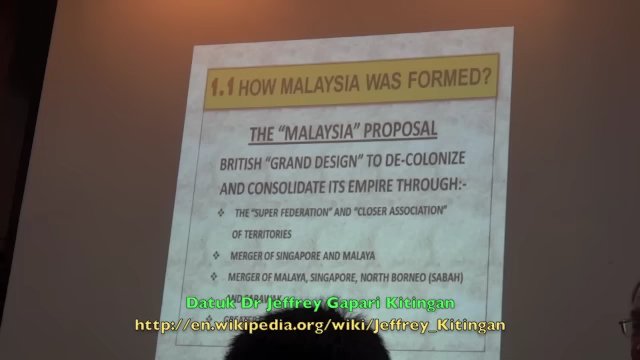 1.1 HOW MALAYSIA WAS FORMED?
THE "MALAYSIA" PROPOSAL
BRITISH "GRAND DESIGN" TO DE-COLONIZE
AND CONSOLIDATE ITS EMPIRE THROUGH:-
❖ THE "SUPER FEDERATION" AND "CLOSER ASSOCIATION"
OF TERRITORIES
❖ MERGER OF SINGAPORE AND MALAYA
❖ MERGER OF MALAYA, SINGAPORE, NORTH BORNEO (SABAH)
AND SARAWAK
Datuk Dr Jeffrey Gapari Kitingan
http://en.wikipedia.org/wiki/Jeffrey_Kitingan